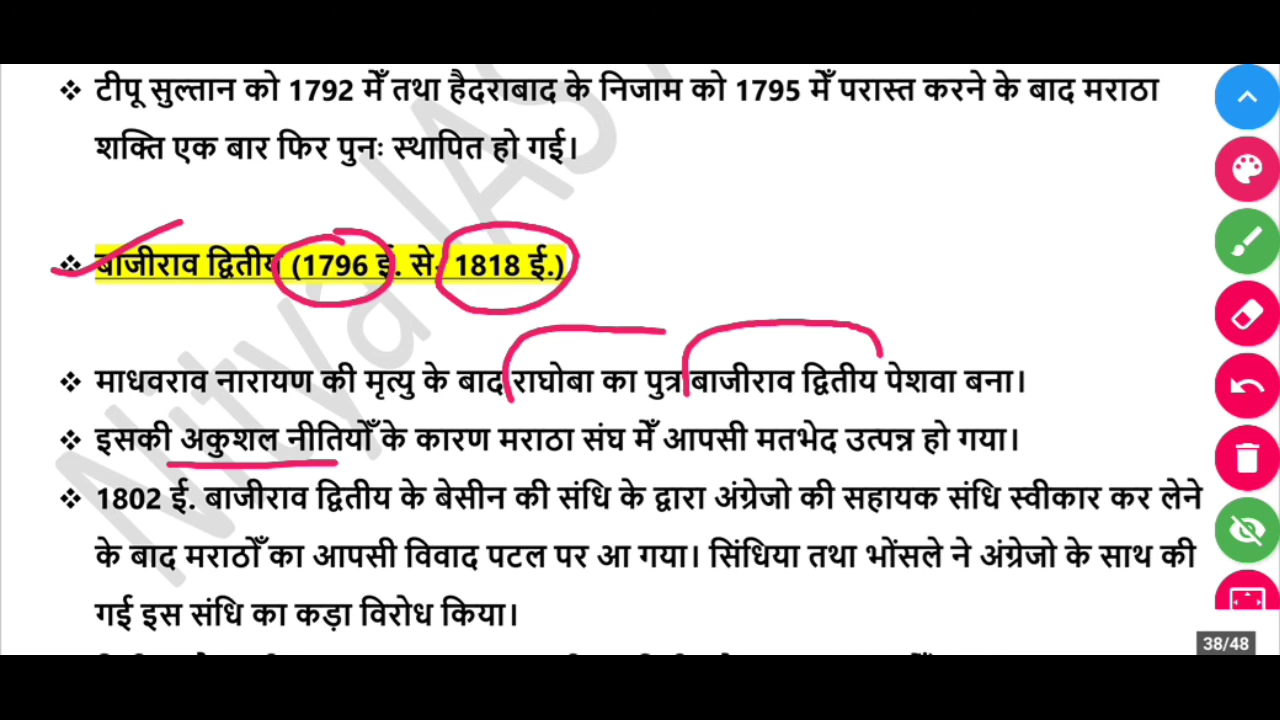 ❖ टीपू सुल्तान को 1792 मेँ तथा हैदराबाद के निजाम को 1795 मेँ परास्त करने के बाद मराठा
शक्ति एक बार फिर पुनः स्थापित हो गई।
❖ बाजीराव द्वितीय (1796 ई. से- 1818 ई.)
❖ माधवराव नारायण की मृत्यु के बाद राघोबा का पुत्र बाजीराव द्वितीय पेशवा बना।
❖ इसकी अकुशल नीतियोँ के कारण मराठा संघ मेँ आपसी मतभेद उत्पन्न हो गया।
❖ 1802 ई. बाजीराव द्वितीय के बेसीन की संधि के द्वारा अंग्रेजो की सहायक संधि स्वीकार कर लेने
के बाद मराठोँ का आपसी विवाद पटल पर आ गया। सिंधिया तथा भोंसले ने अंग्रेजो के साथ की
गई इस संधि का कड़ा विरोध किया।
38/48
Nitya IAS